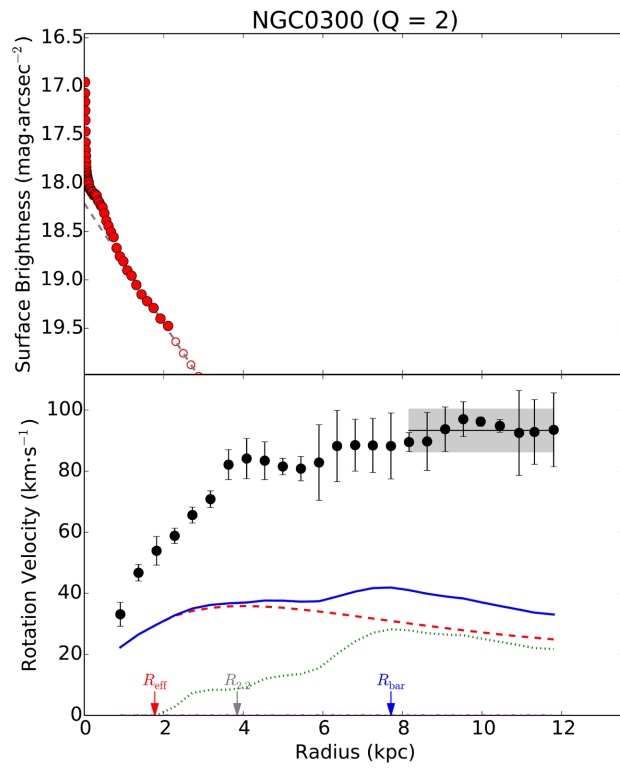 NGC0300 (Q = 2)
16.5
17.0
17.5
18.0
18.5
19.0
19.5
Surface Brightness (mag·arcsec⁻²)
100
80
60
40
20
0
Rotation Velocity (km·s⁻¹)
R_eff
R_2.2
R_bar
0 2 4 6 8 10 12
Radius (kpc)